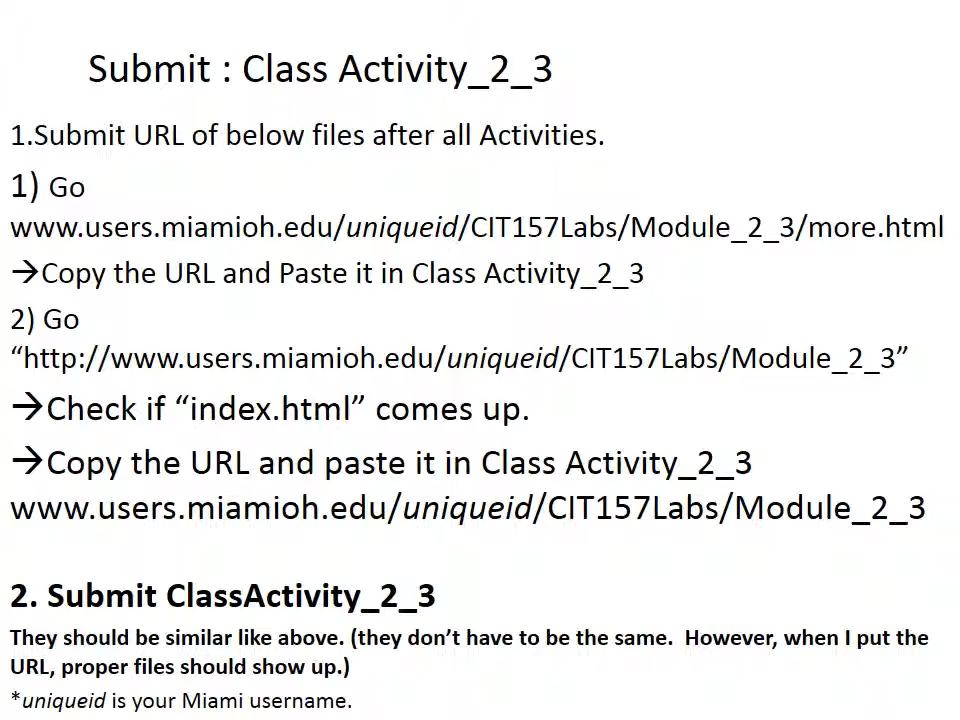 Submit : Class Activity_2_3
1.Submit URL of below files after all Activities.
1) Go
www.users.miamioh.edu/uniqueid/CIT157Labs/Module_2_3/more.html
→Copy the URL and Paste it in Class Activity_2_3
2) Go
“http://www.users.miamioh.edu/uniqueid/CIT157Labs/Module_2_3”
→Check if “index.html” comes up.
→Copy the URL and paste it in Class Activity_2_3
www.users.miamioh.edu/uniqueid/CIT157Labs/Module_2_3
2. Submit ClassActivity_2_3
They should be similar like above. (they don’t have to be the same.  However, when I put the
URL, proper files should show up.)
*uniqueid is your Miami username.